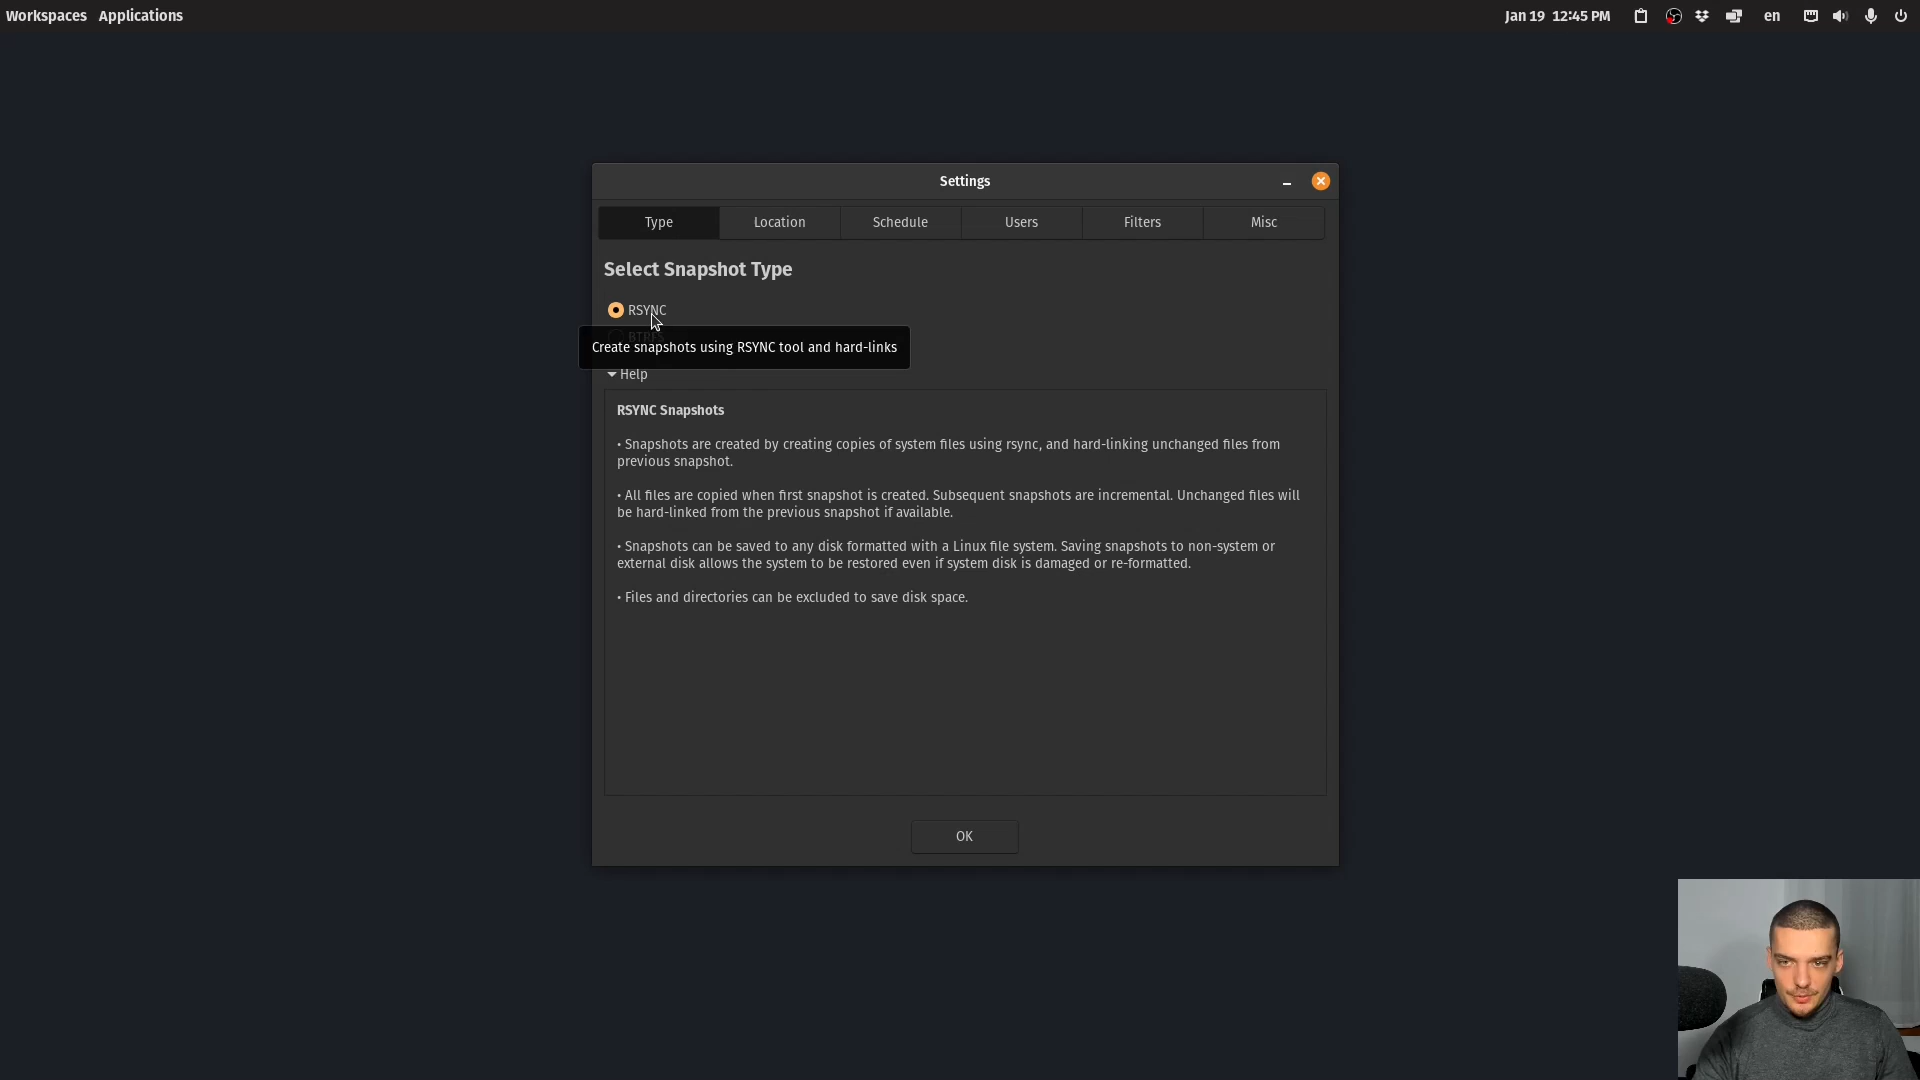 Workspaces Applications
Jan 19 12:45 PM en
Settings
Type Location Schedule Users Filters Misc
Select Snapshot Type
RSYNC
BTRFS
Create snapshots using RSYNC tool and hard-links
Help
RSYNC Snapshots
• Snapshots are created by creating copies of system files using rsync, and hard-linking unchanged files from
previous snapshot.
• All files are copied when first snapshot is created. Subsequent snapshots are incremental. Unchanged files will
be hard-linked from the previous snapshot if available.
• Snapshots can be saved to any disk formatted with a Linux file system. Saving snapshots to non-system or
external disk allows the system to be restored even if system disk is damaged or re-formatted.
• Files and directories can be excluded to save disk space.
OK